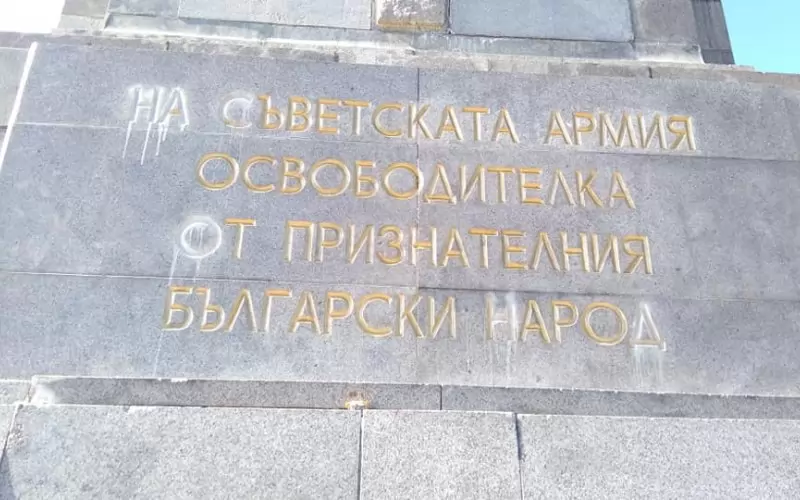 НА СЪВЕТСКАТА АРМИЯ
ОСВОБОДИТЕЛКА
ОТ ПРИЗНАТЕЛНИЯ
БЪЛГАРСКИ НАРОД